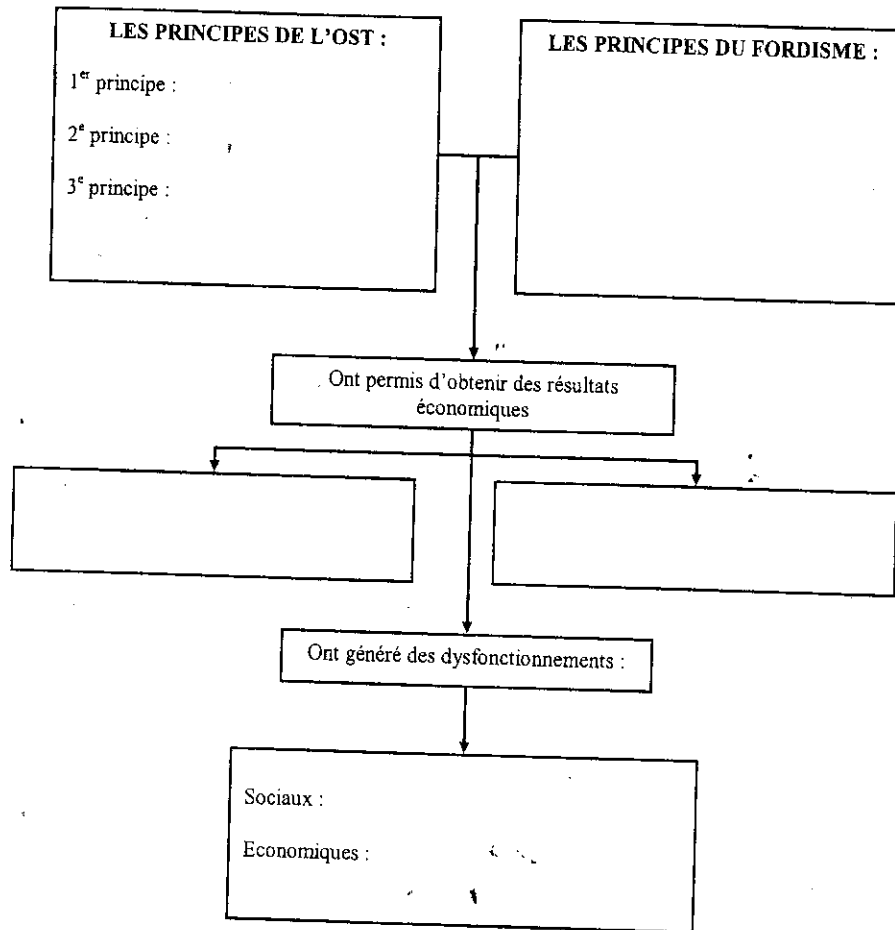 LES PRINCIPES DE L'OST :
1er principe :
2e principe :
3e principe :
LES PRINCIPES DU FORDISME :
Ont permis d'obtenir des résultats
économiques
Ont généré des dysfonctionnements :
Sociaux :
Economiques :